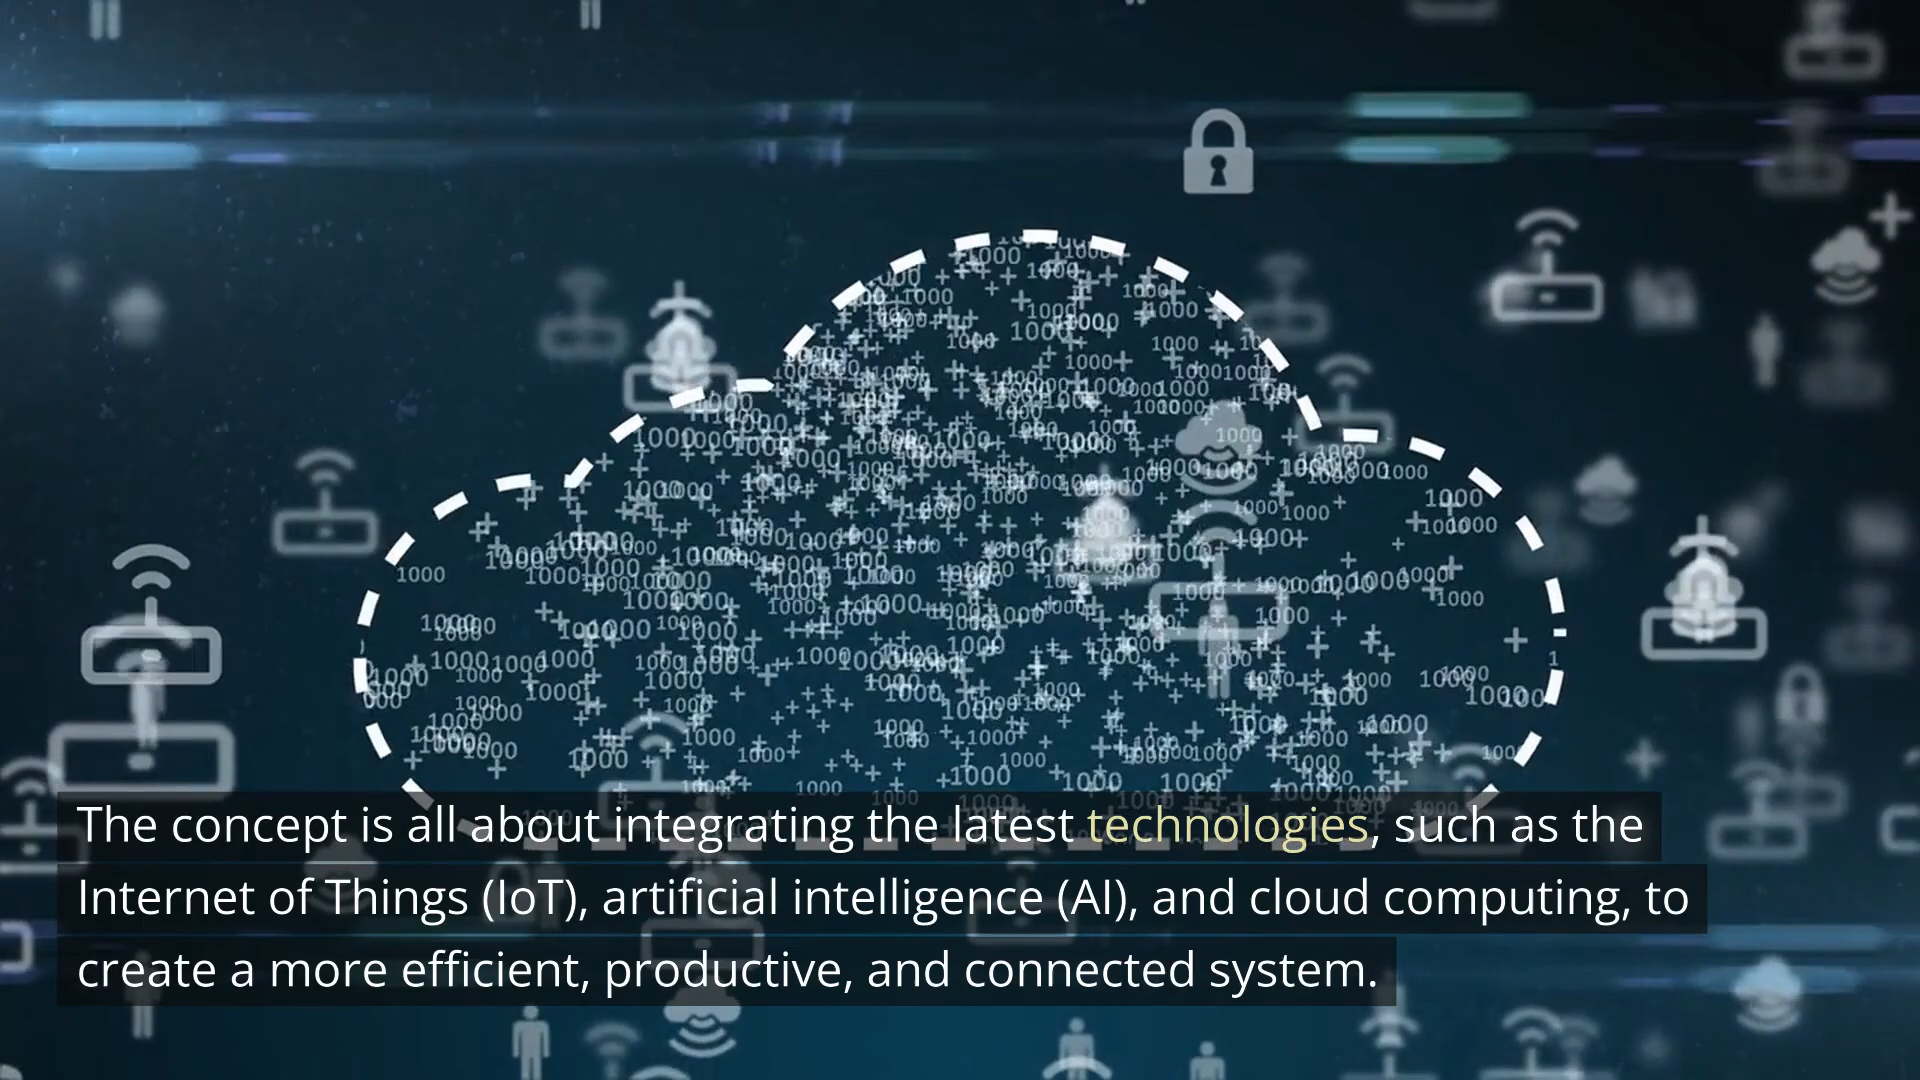 The concept is all about integrating the latest technologies, such as the
Internet of Things (IoT), artificial intelligence (AI), and cloud computing, to
create a more efficient, productive, and connected system.